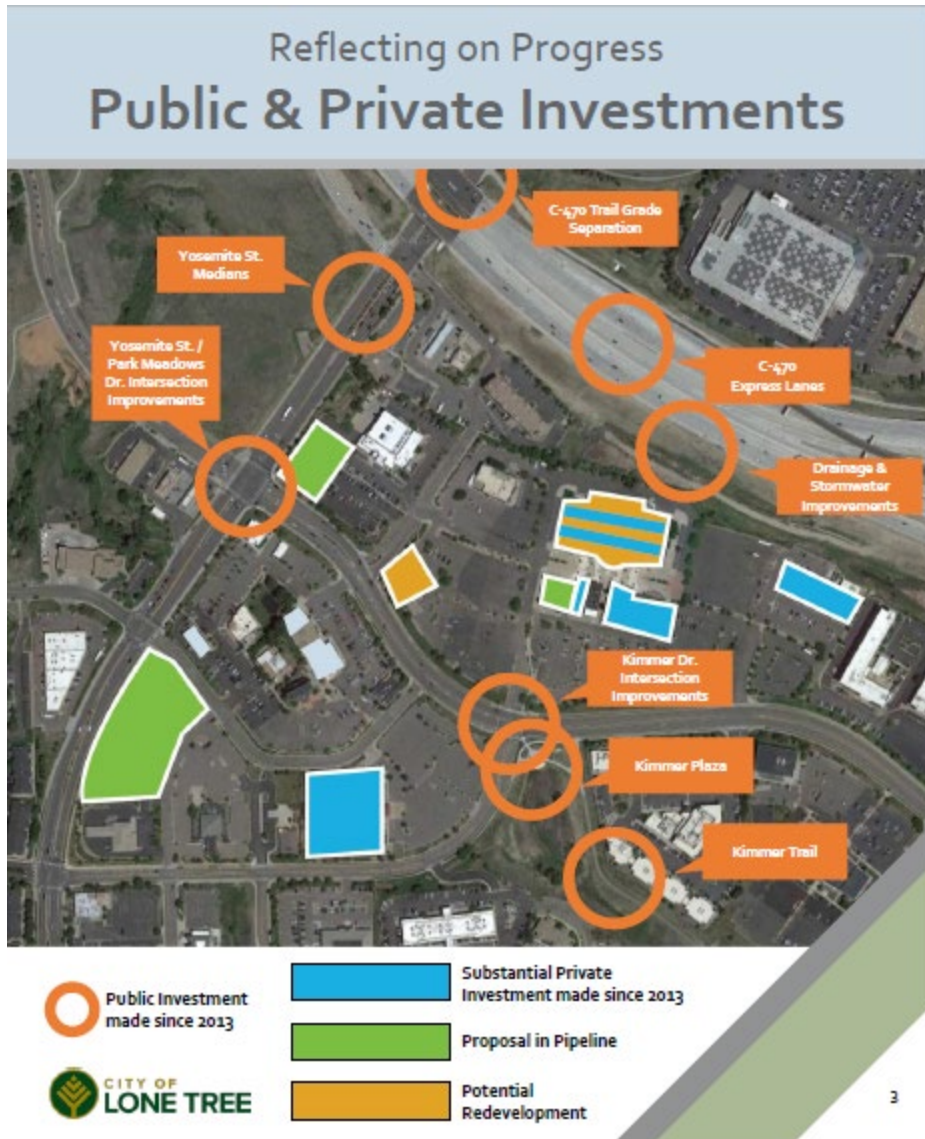 Reflecting on Progress
Public & Private Investments
C-470 Trail Grade
Separation
Yosemite St.
Medians
Yosemite St. /
Park Meadows
Dr. Intersection
Improvements
C-470
Express Lanes
Drainage &
Stormwater
Improvements
Kimmer Dr.
Intersection
Improvements
Kimmer Plaza
Kimmer Trail
Public Investment
made since 2013
Substantial Private
Investment made since 2013
Proposal in Pipeline
Potential
Redevelopment
CITY OF
LONE TREE
3